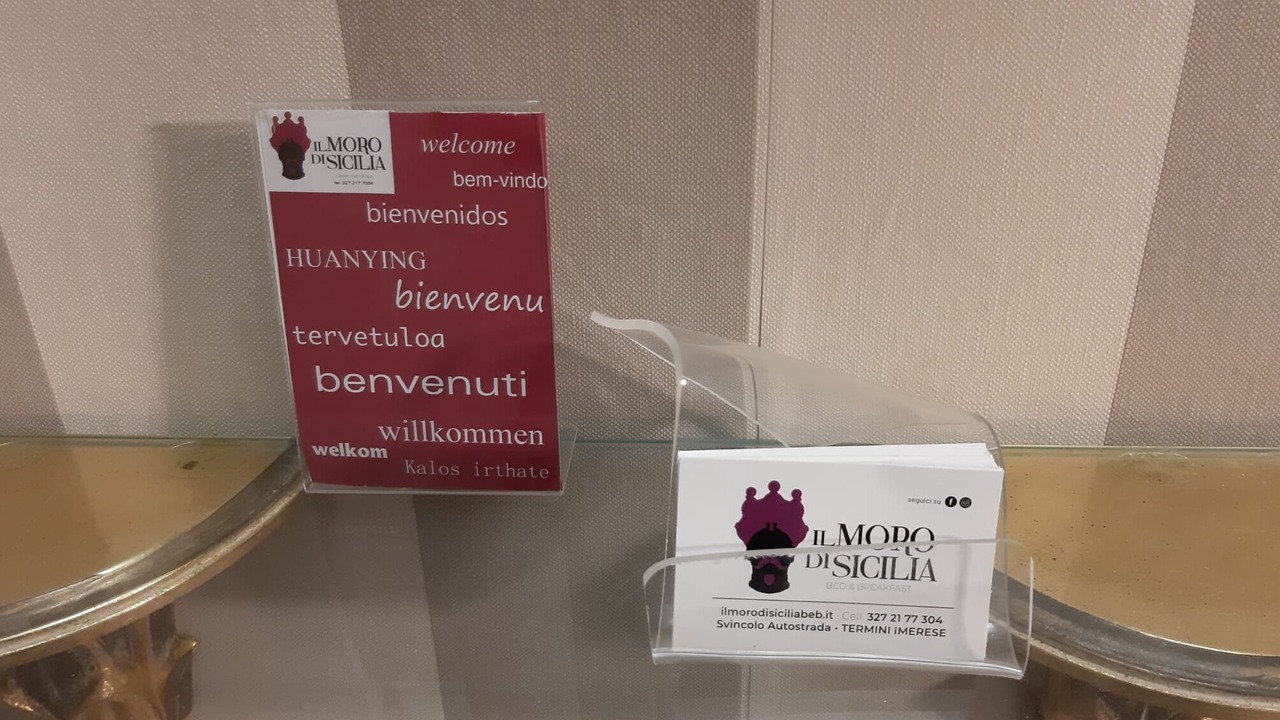 IL MORO
DI SICILIA
welcome
bem-vindo
bienvenidos
HUANYING
bienvenu
tervetuloa
benvenuti
willkommen
welkom
Kalos irthate
seguici su
IL MORO
DI SICILIA
BED & BREAKFAST
ilmorodisiciliabeb.it · Cell. 327 21 77 304
Svincolo Autostrada • TERMINI IMERESE